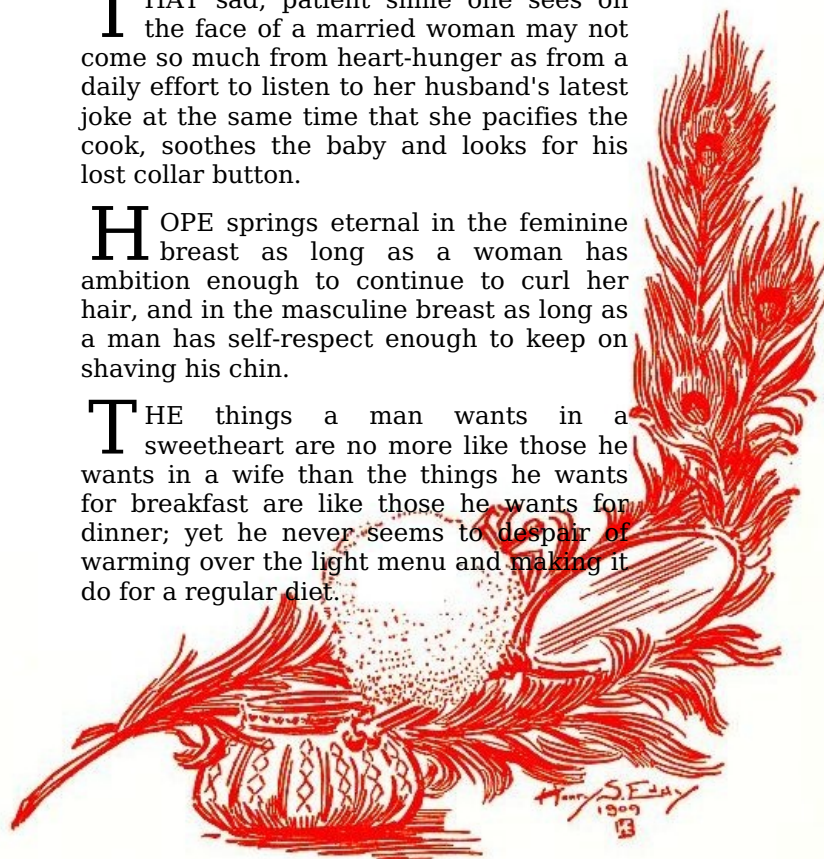 THAT sad, patient smile one sees on
the face of a married woman may not
come so much from heart-hunger as from a
daily effort to listen to her husband's latest
joke at the same time that she pacifies the
cook, soothes the baby and looks for his
lost collar button.
HOPE springs eternal in the feminine
breast as long as a woman has
ambition enough to continue to curl her
hair, and in the masculine breast as long as
a man has self-respect enough to keep on
shaving his chin.
THE things a man wants in a
sweetheart are no more like those he
wants in a wife than the things he wants
for breakfast are like those he wants for
dinner; yet he never seems to despair of
warming over the light menu and making it
do for a regular diet.
Henry S. Eddy
1909